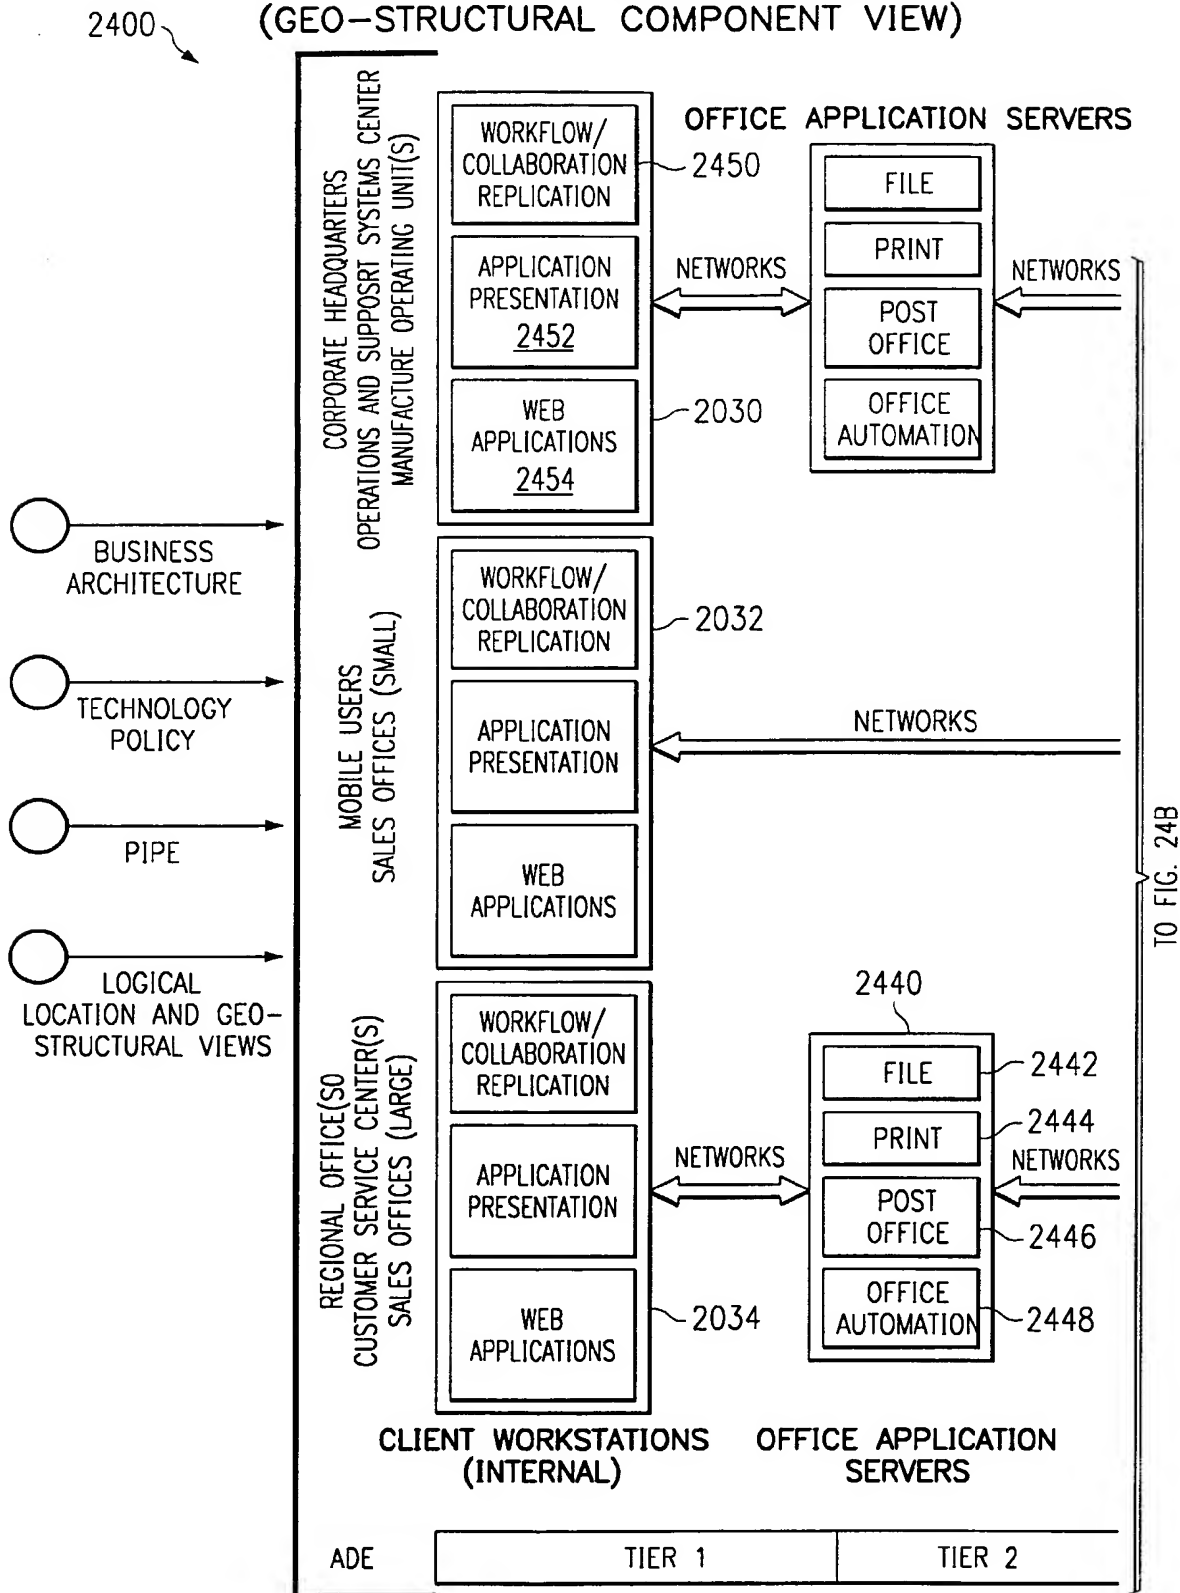 2400
(GEO-STRUCTURAL COMPONENT VIEW)
CORPORATE HEADQUARTERS
OPERATIONS AND SUPPOSRT SYSTEMS CENTER
MANUFACTURE OPERATING UNIT(S)
WORKFLOW/
COLLABORATION
REPLICATION
2450
APPLICATION
PRESENTATION
2452
WEB
APPLICATIONS
2454
2030
NETWORKS
OFFICE APPLICATION SERVERS
FILE
PRINT
POST
OFFICE
OFFICE
AUTOMATION
NETWORKS
BUSINESS
ARCHITECTURE
TECHNOLOGY
POLICY
PIPE
LOGICAL
LOCATION AND GEO-
STRUCTURAL VIEWS
MOBILE USERS
SALES OFFICES (SMALL)
WORKFLOW/
COLLABORATION
REPLICATION
2032
APPLICATION
PRESENTATION
WEB
APPLICATIONS
NETWORKS
TO FIG. 24B
REGIONAL OFFICE(SO
CUSTOMER SERVICE CENTER(S)
SALES OFFICES (LARGE)
WORKFLOW/
COLLABORATION
REPLICATION
APPLICATION
PRESENTATION
WEB
APPLICATIONS
2034
NETWORKS
2440
FILE
2442
PRINT
2444
POST
OFFICE
2446
OFFICE
AUTOMATION
2448
NETWORKS
CLIENT WORKSTATIONS
(INTERNAL)
OFFICE APPLICATION
SERVERS
ADE
TIER 1
TIER 2